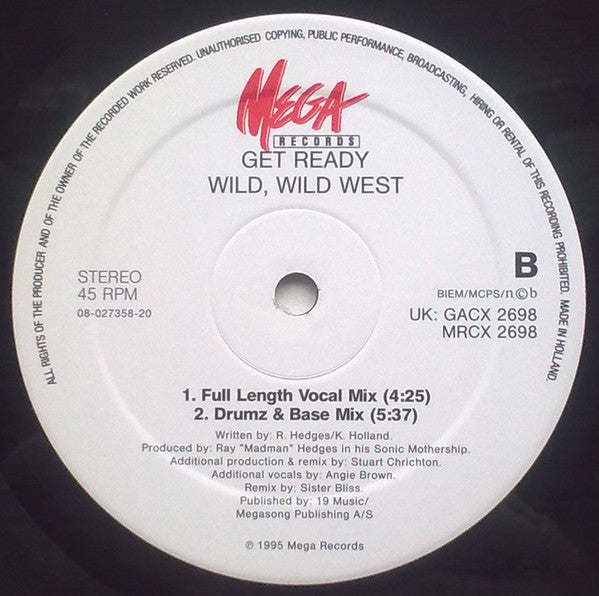 ALL RIGHTS OF THE PRODUCER AND OF THE OWNER OF THE RECORDED WORK RESERVED. UNAUTHORISED COPYING, PUBLIC PERFORMANCE, BROADCASTING, HIRING OR RENTAL OF THIS RECORDING PROHIBITED. MADE IN HOLLAND.
MEGA
RECORDS
GET READY
WILD, WILD WEST
STEREO
45 RPM
08-027358-20
B
BIEM/MCPS/n©b
UK: GACX 2698
MRCX 2698
1. Full Length Vocal Mix (4:25)
2. Drumz & Base Mix (5:37)
Written by: R. Hedges/K. Holland.
Produced by: Ray "Madman" Hedges in his Sonic Mothership.
Additional production & remix by: Stuart Chrichton.
Additional vocals by: Angie Brown.
Remix by: Sister Bliss.
Published by: 19 Music/
Megasong Publishing A/S
℗ 1995 Mega Records